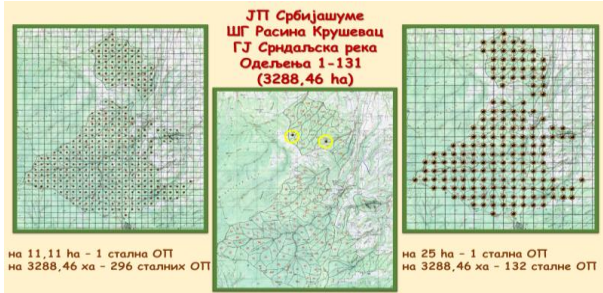 ЈП Србијашуме
ШГ Расина Крушевац
ГЈ Срндаљска река
Одељења 1-131
(3288,46 ha)
на 11,11 ha – 1 стална ОП
на 3288,46 ха – 296 сталних ОП
на 25 ha – 1 стална ОП
на 3288,46 ха – 132 сталне ОП